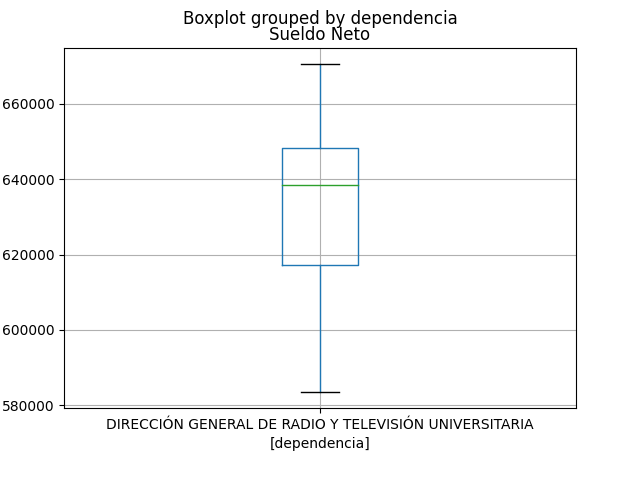 Boxplot grouped by dependencia
Sueldo Neto
660000
640000
620000
600000
580000
DIRECCIÓN GENERAL DE RADIO Y TELEVISIÓN UNIVERSITARIA
[dependencia]